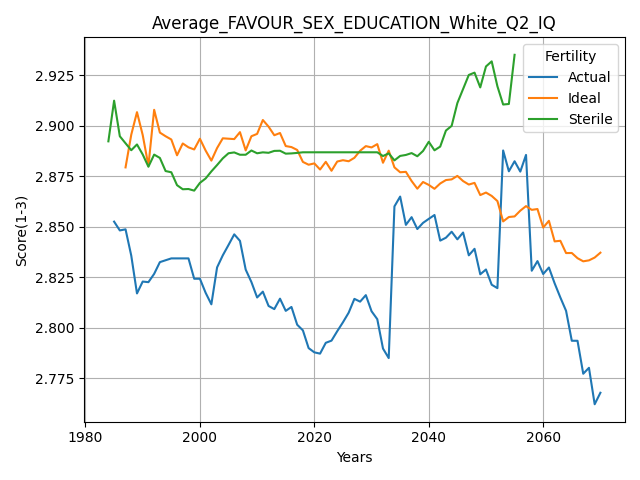 Average_FAVOUR_SEX_EDUCATION_White_Q2_IQ
Fertility
Actual
Ideal
Sterile
Score(1-3)
2.925
2.900
2.875
2.850
2.825
2.800
2.775
1980 2000 2020 2040 2060
Years